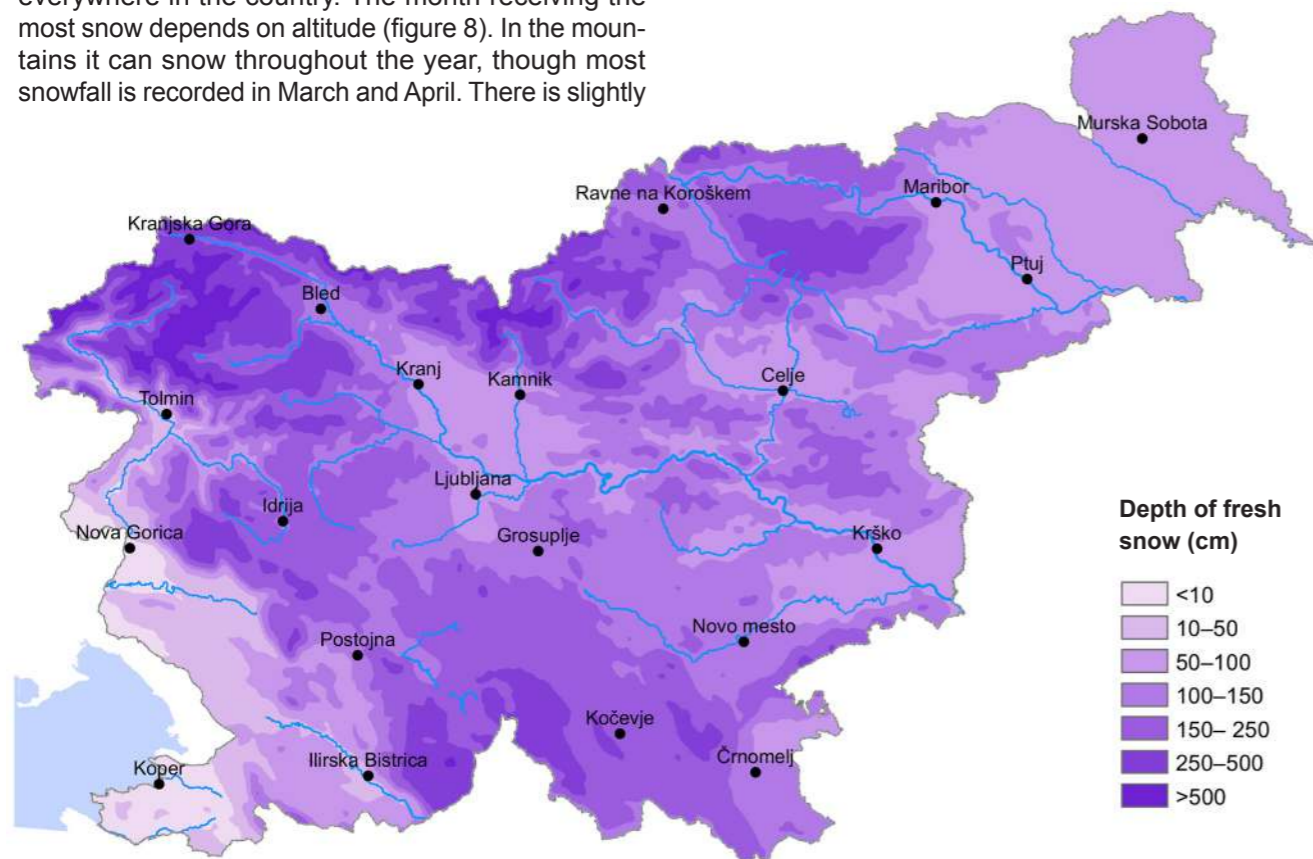 everywhere in the country. The month receiving the
most snow depends on altitude (figure 8). In the moun-
tains it can snow throughout the year, though most
snowfall is recorded in March and April. There is slightly
Murska Sobota
Ravne na Koroškem
Maribor
Kranjska Gora
Ptuj
Bled
Kranj
Kamnik
Celje
Tolmin
Ljubljana
Idrija
Nova Gorica
Grosuplje
Krško
Postojna
Novo mesto
Kočevje
Črnomelj
Koper
Ilirska Bistrica
Depth of fresh
snow (cm)
<10
10–50
50–100
100–150
150– 250
250–500
>500